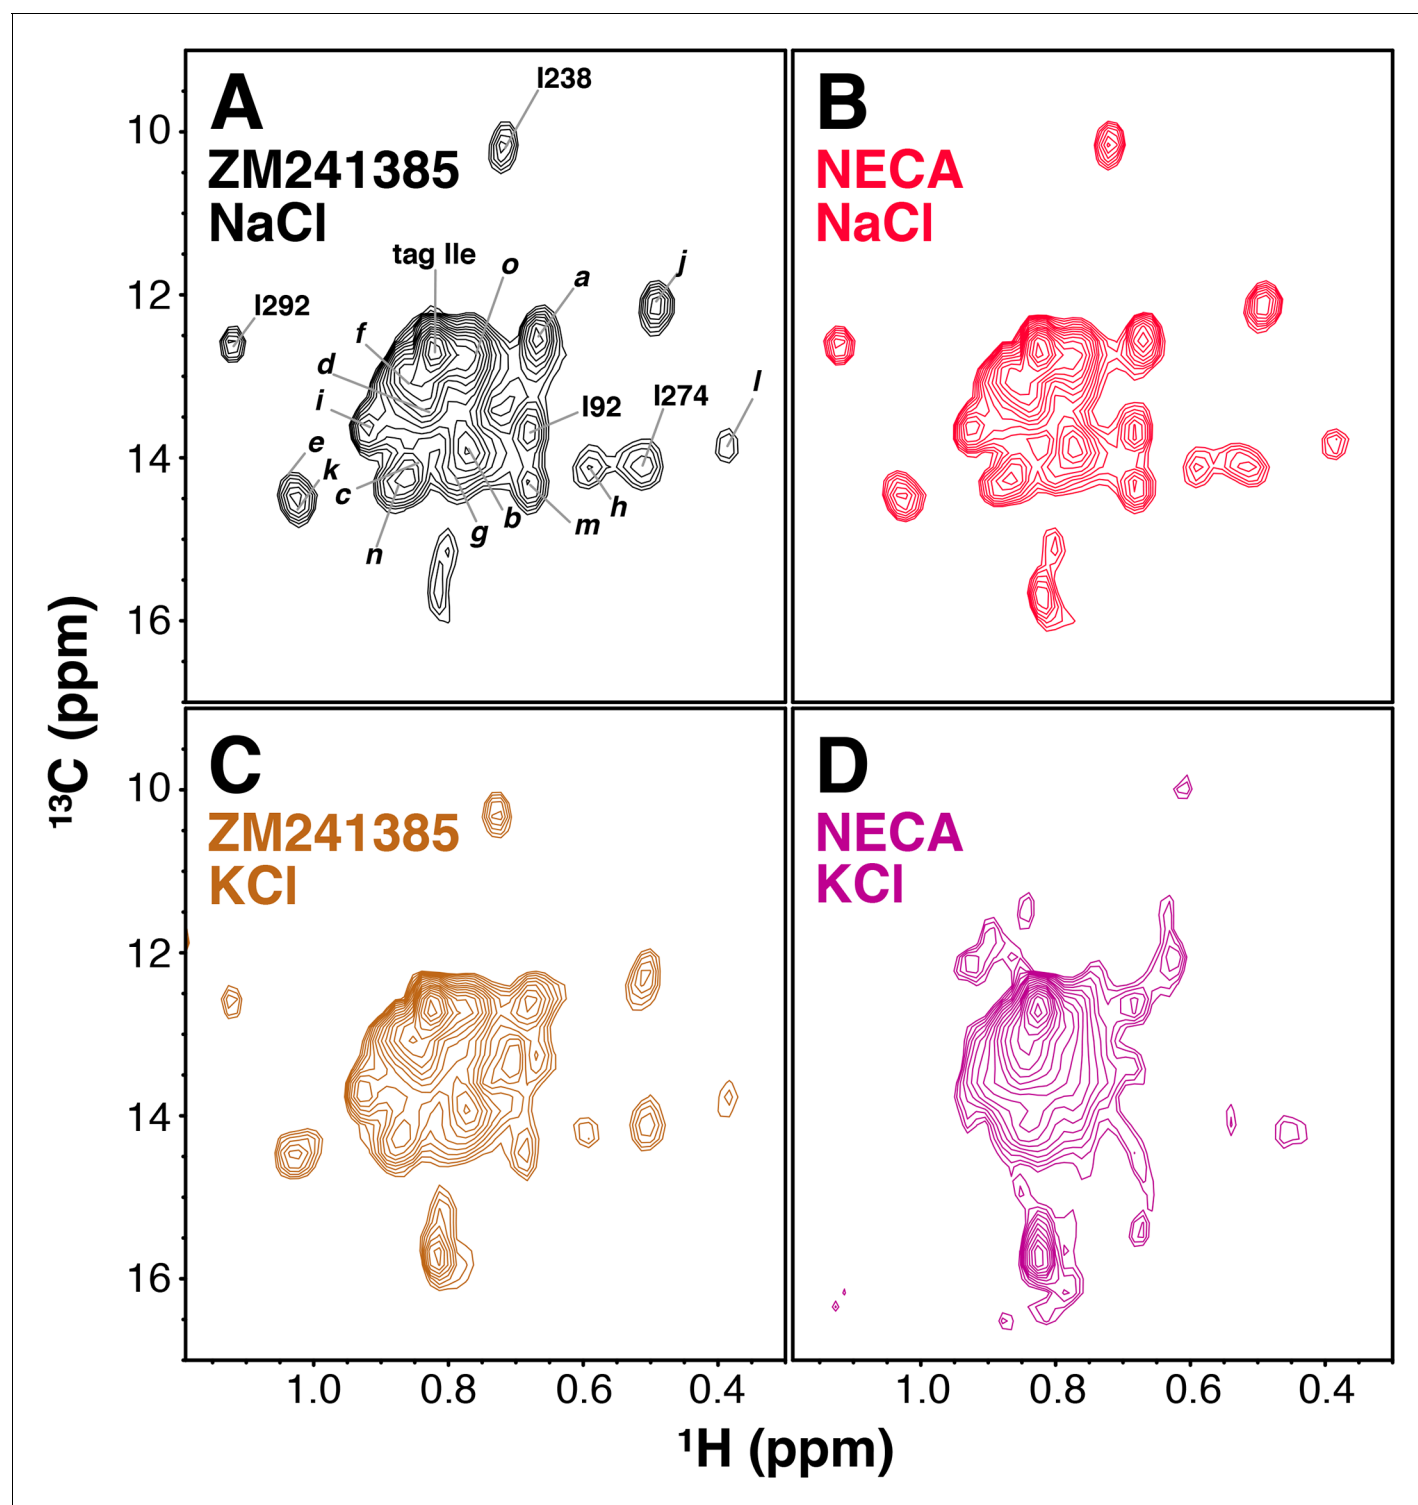 A
ZM241385
NaCl
I238
tag Ile
o
a
j
I292
f
d
i
e
k
c
n
g
b
m
h
I92
I274
l
B
NECA
NaCl
10
12
14
16
C
ZM241385
KCl
D
NECA
KCl
10
12
14
16
¹³C (ppm)
1.0 0.8 0.6 0.4 1.0 0.8 0.6 0.4
¹H (ppm)